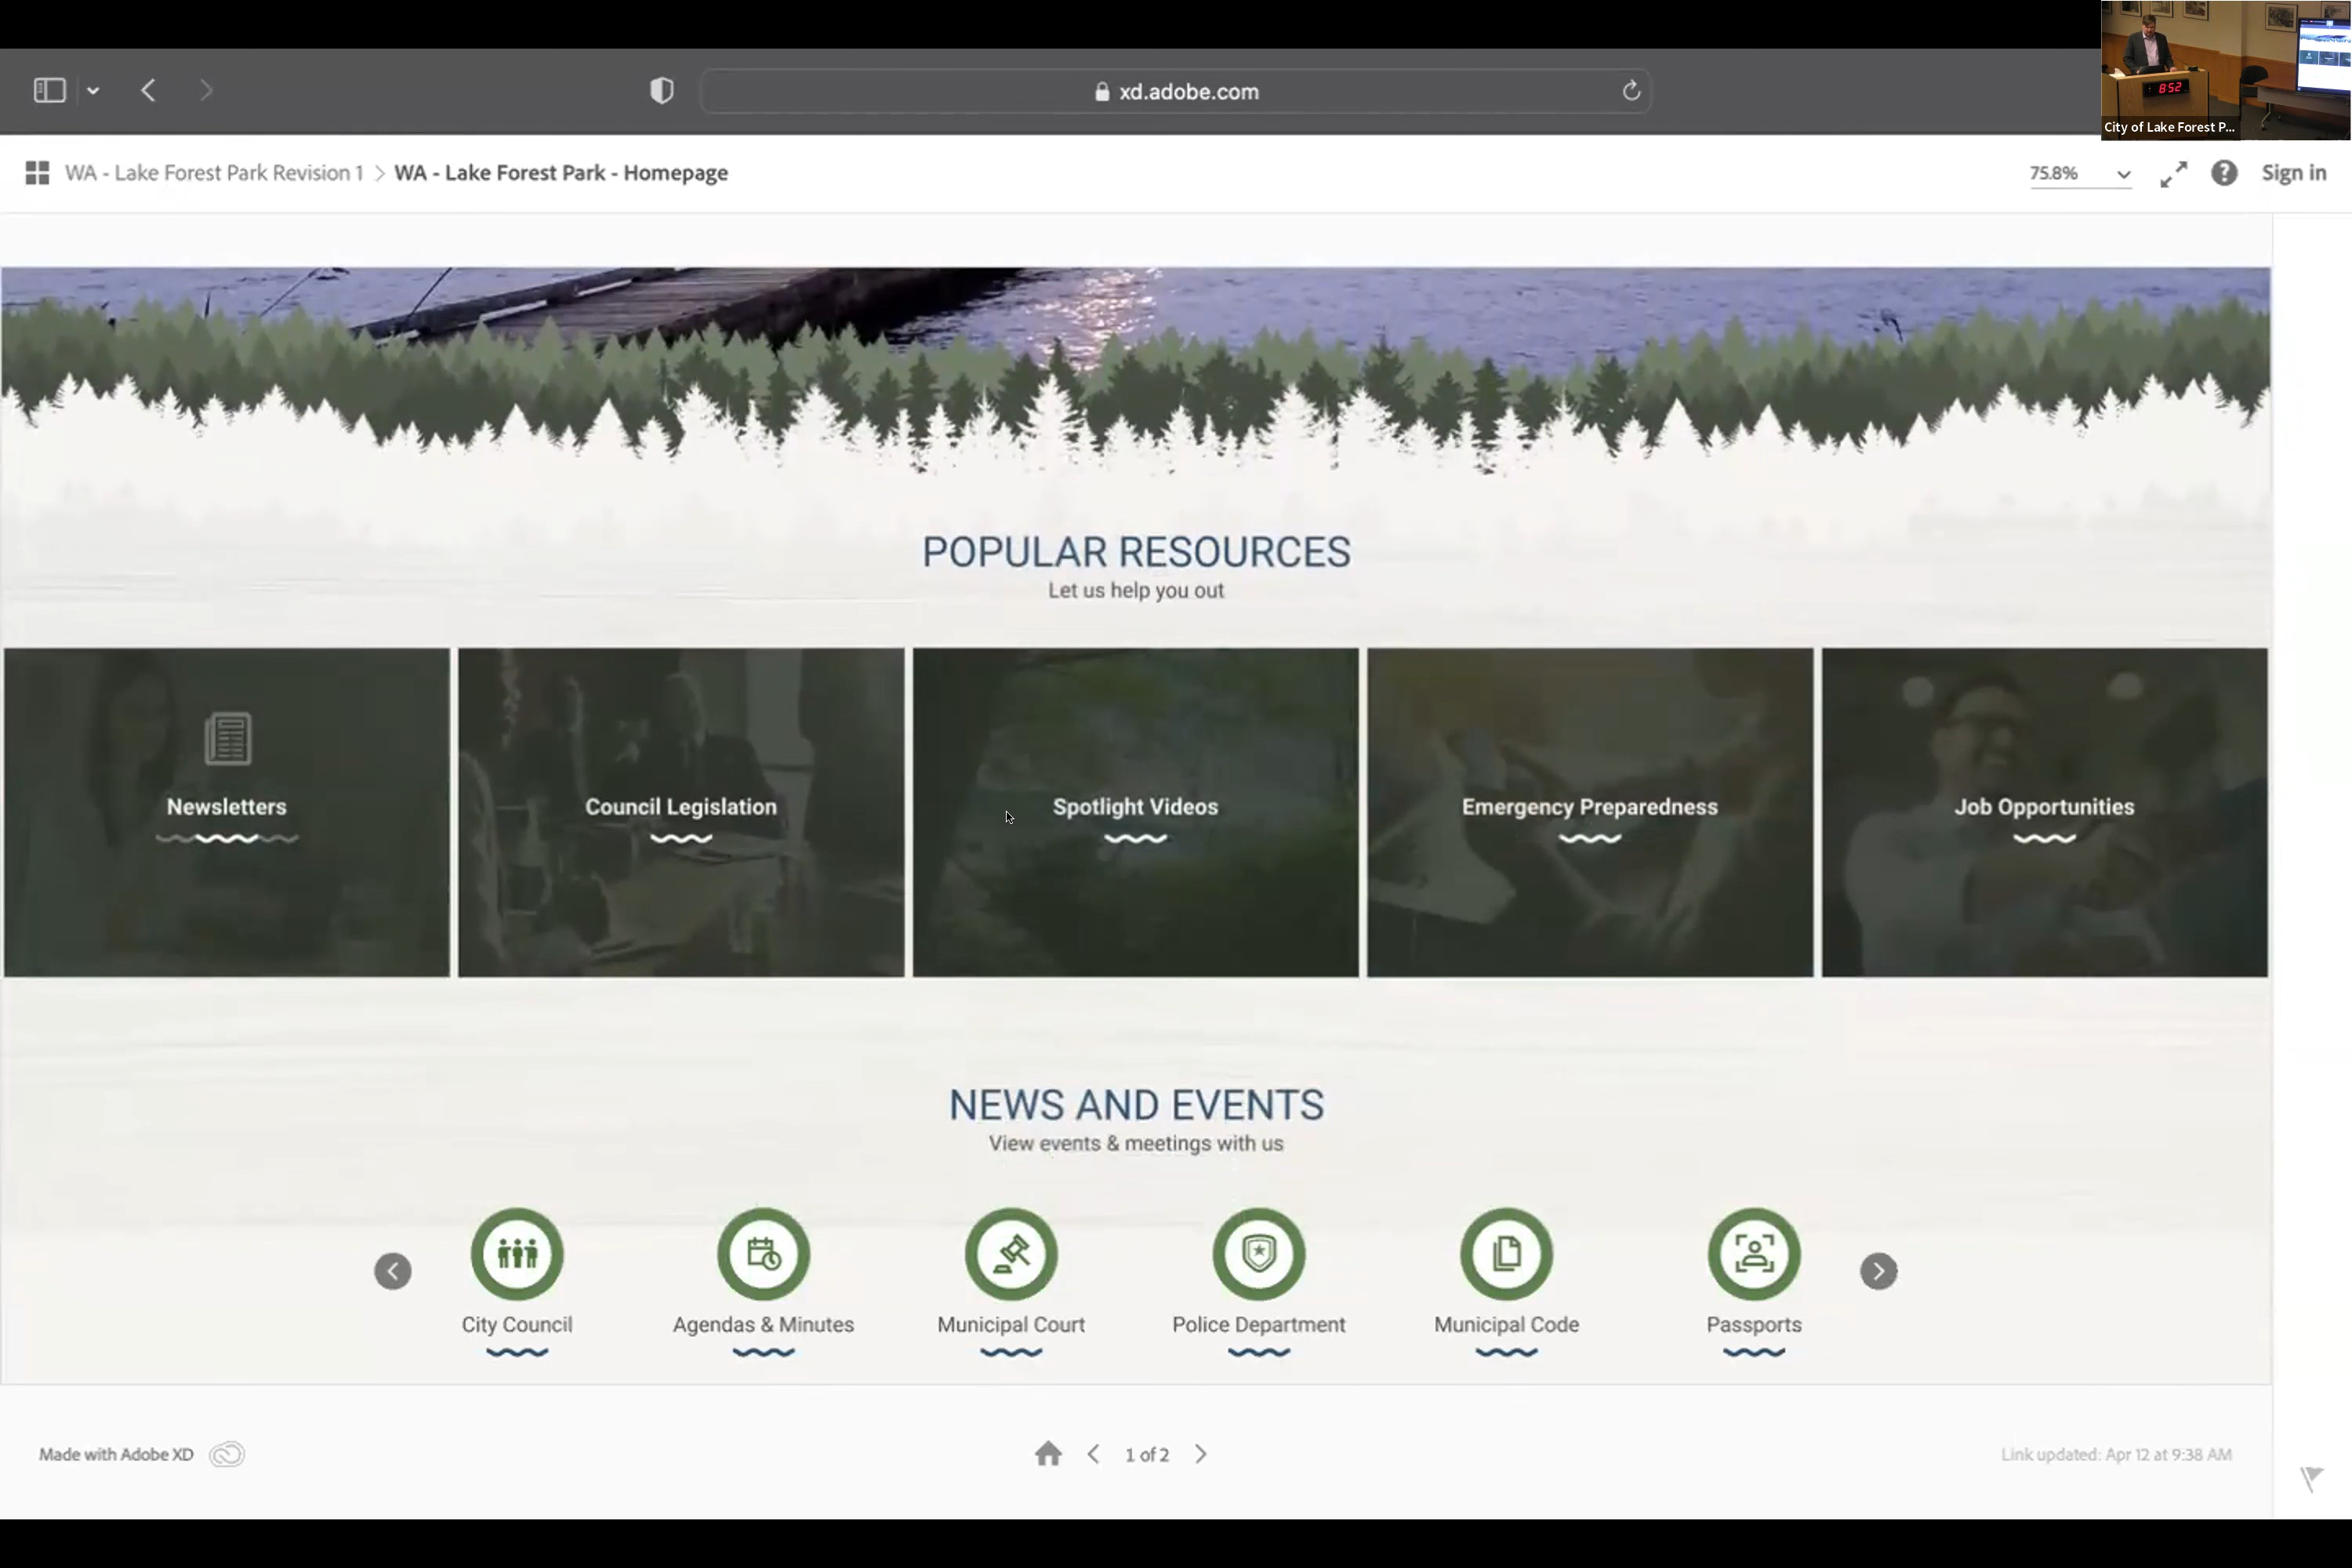 xd.adobe.com
8:52
City of Lake Forest P...
WA - Lake Forest Park Revision 1 > WA - Lake Forest Park - Homepage
75.8%
Sign in
POPULAR RESOURCES
Let us help you out
Newsletters
Council Legislation
Spotlight Videos
Emergency Preparedness
Job Opportunities
NEWS AND EVENTS
View events & meetings with us
City Council
Agendas & Minutes
Municipal Court
Police Department
Municipal Code
Passports
Made with Adobe XD
1 of 2
Link updated: Apr 12 at 9:38 AM